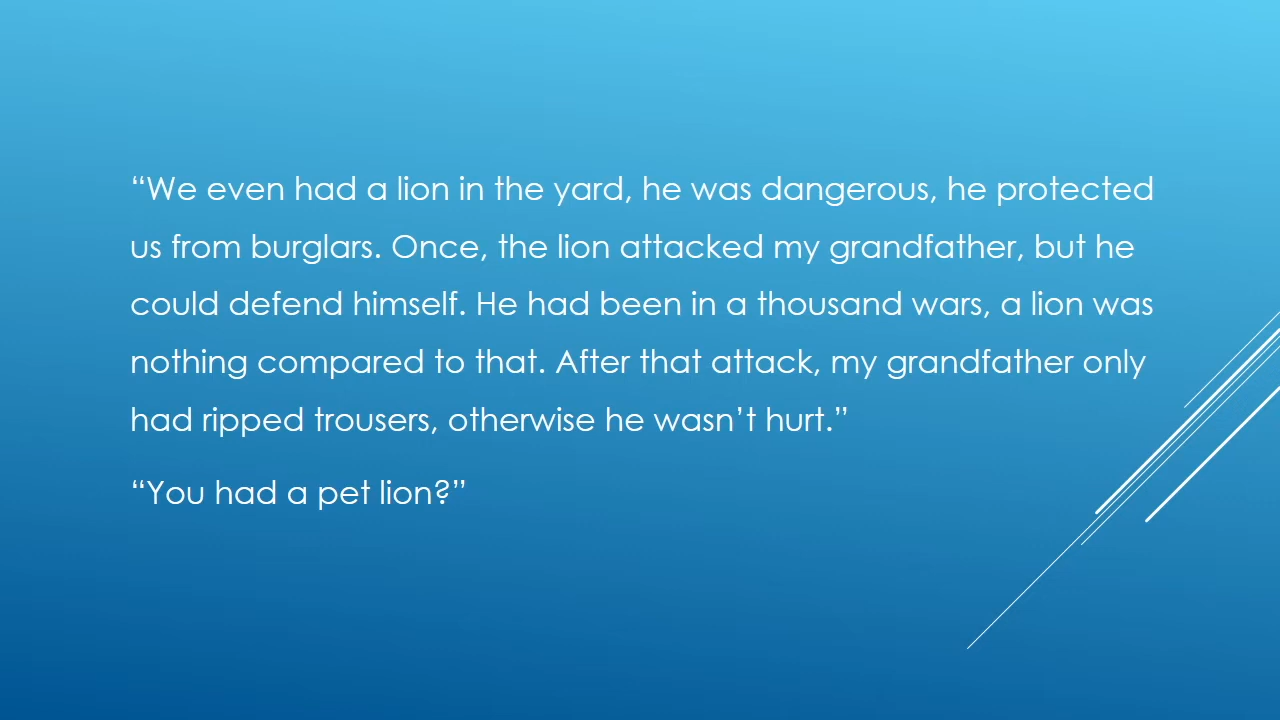 “We even had a lion in the yard, he was dangerous, he protected
us from burglars. Once, the lion attacked my grandfather, but he
could defend himself. He had been in a thousand wars, a lion was
nothing compared to that. After that attack, my grandfather only
had ripped trousers, otherwise he wasn’t hurt.”
“You had a pet lion?”